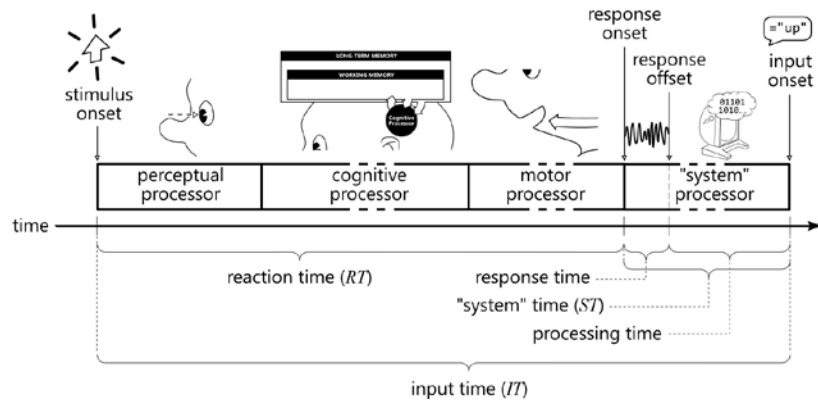 stimulus
onset
LONG-TERM MEMORY
WORKING MEMORY
Cognitive
Processor
response
onset
response
offset
="up"
input
onset
01101
1010...
perceptual
processor
cognitive
processor
motor
processor
"system"
processor
time
reaction time (RT)
response time
"system" time (ST)
processing time
input time (IT)